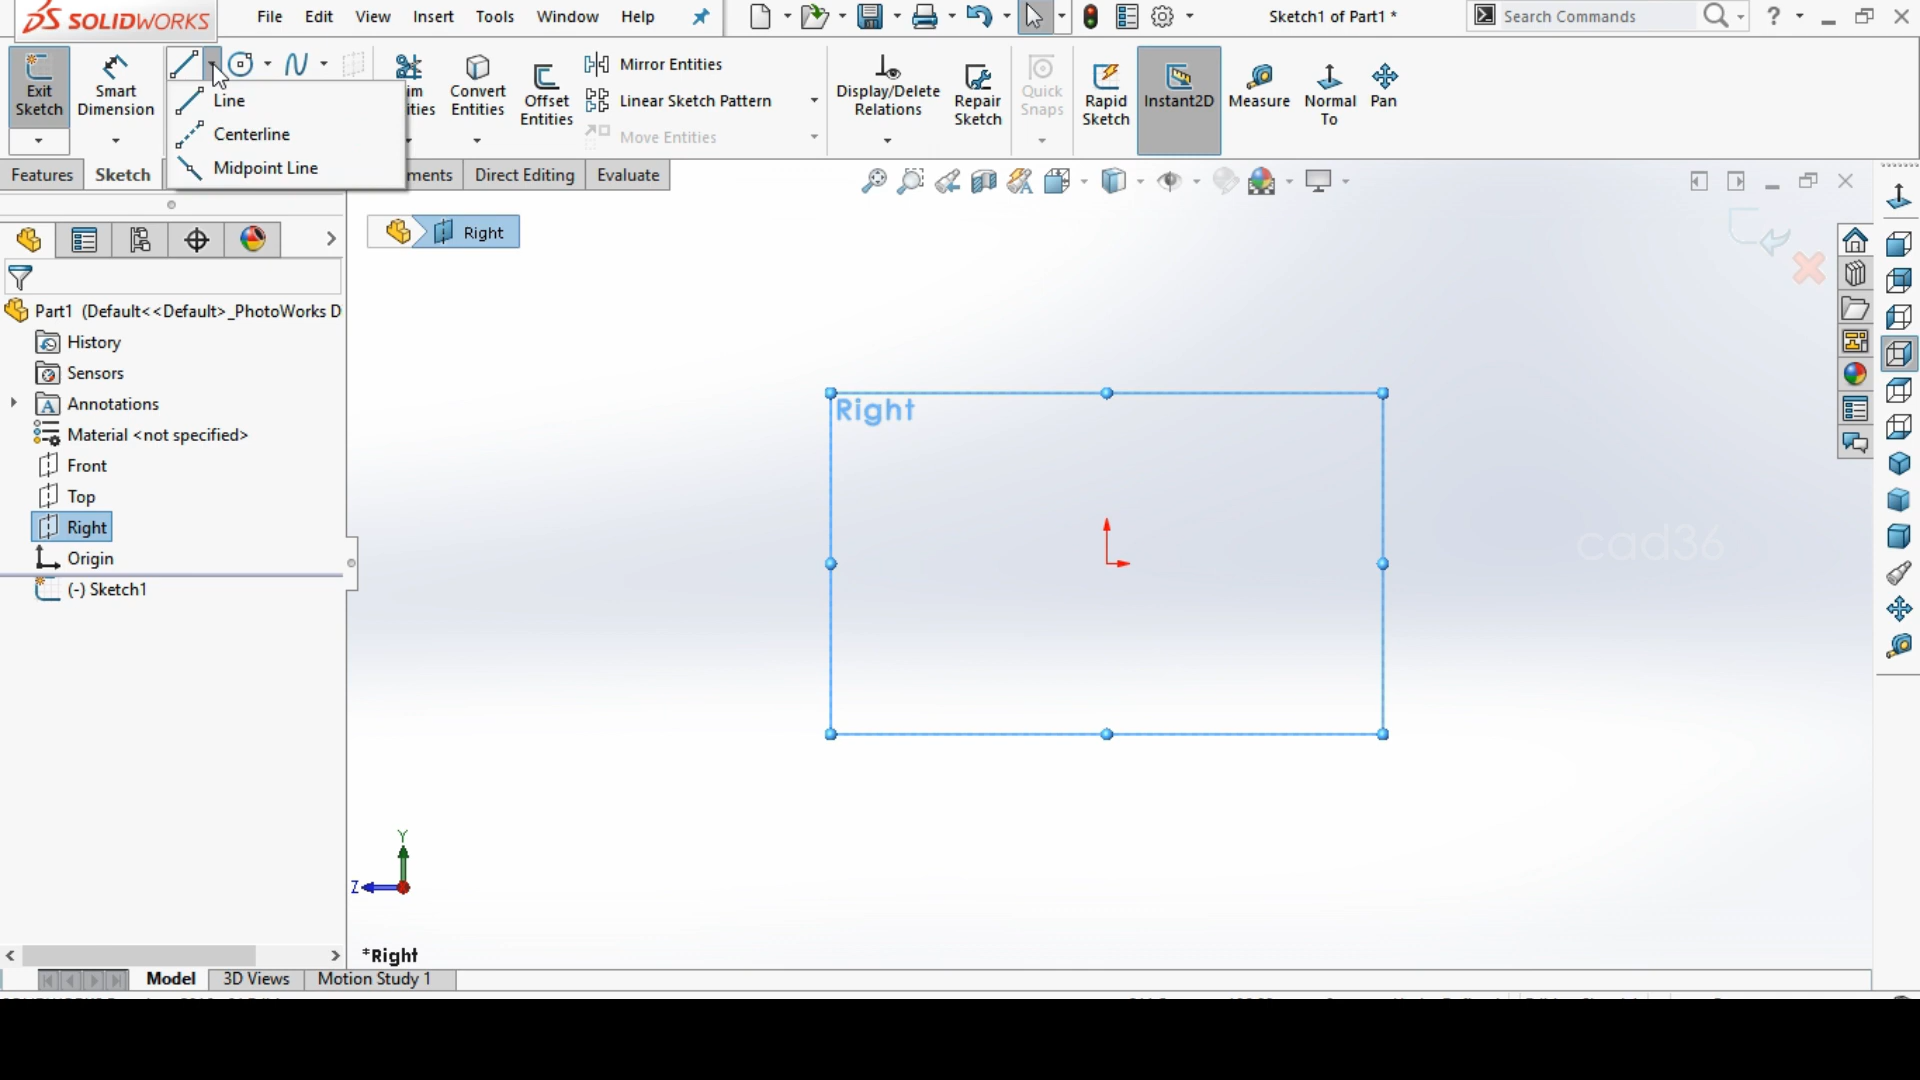 SOLIDWORKS
File Edit View Insert Tools Window Help
Sketch1 of Part1 *
Search Commands
?
Exit Sketch
Smart Dimension
Line
Centerline
Midpoint Line
Convert Entities
Offset Entities
Mirror Entities
Linear Sketch Pattern
Move Entities
Display/Delete Relations
Repair Sketch
Quick Snaps
Rapid Sketch
Instant2D
Measure
Normal To
Pan
Features Sketch Direct Editing Evaluate
Right
Part1 (Default<<Default>_PhotoWorks D
History
Sensors
Annotations
Material <not specified>
Front
Top
Right
Origin
(-) Sketch1
Right
cad36
Y
Z
*Right
Model 3D Views Motion Study 1